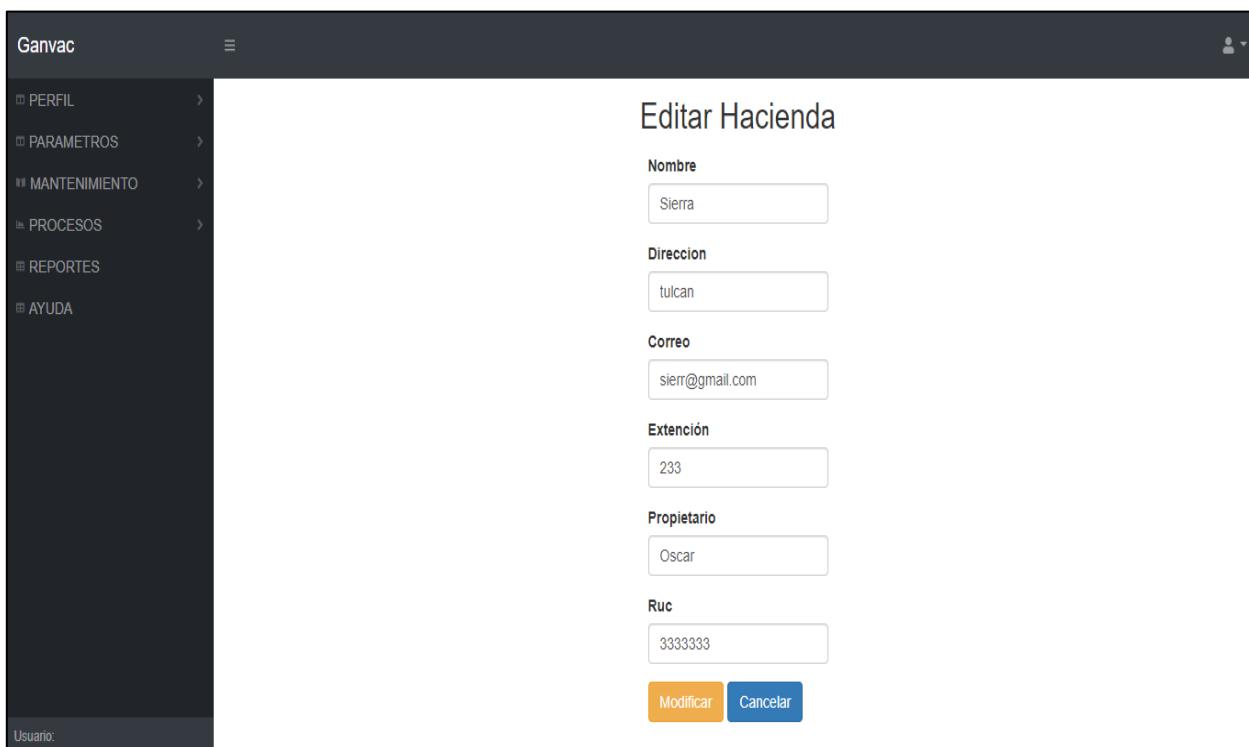 Ganvac
PERFIL
PARAMETROS
MANTENIMIENTO
PROCESOS
REPORTES
AYUDA
Usuario:
Editar Hacienda
Nombre
Sierra
Direccion
tulcan
Correo
sierr@gmail.com
Extención
233
Propietario
Oscar
Ruc
3333333
Modificar Cancelar